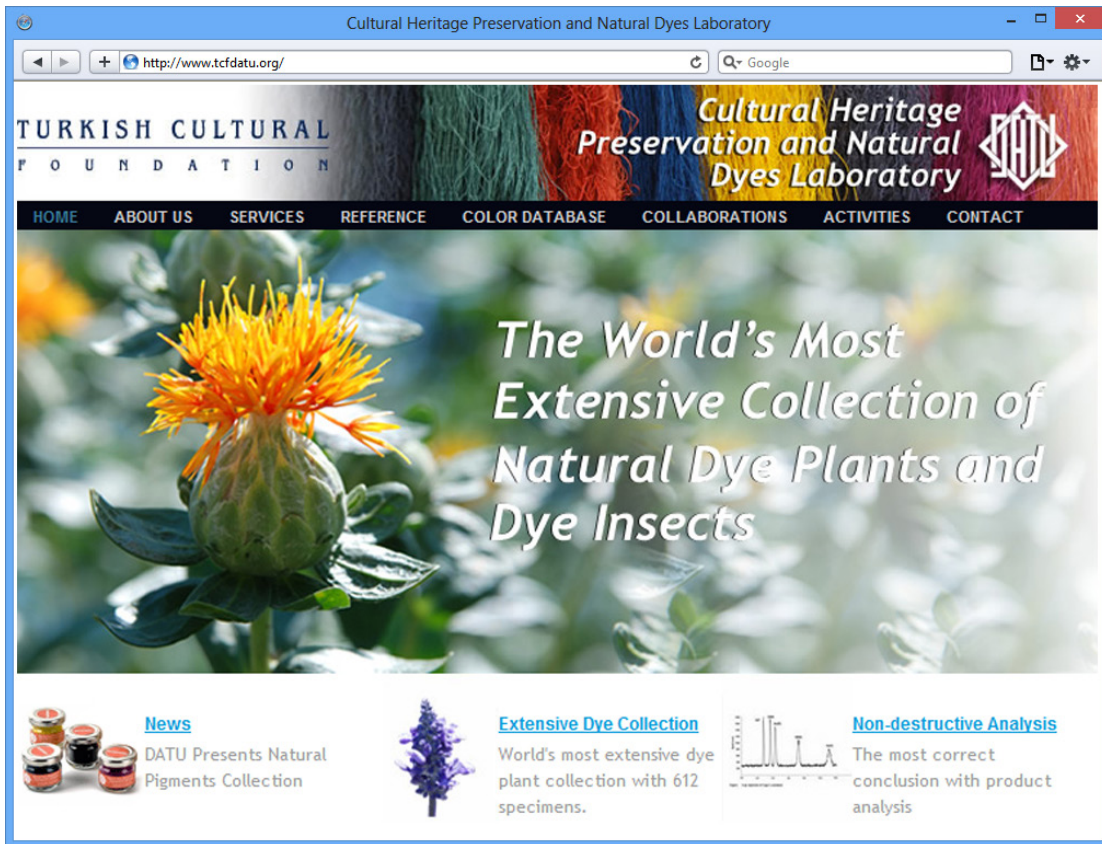 Cultural Heritage Preservation and Natural Dyes Laboratory
http://www.tcfdatu.org/
Google
TURKISH CULTURAL
FOUNDATION
Cultural Heritage
Preservation and Natural
Dyes Laboratory
DATU
HOME ABOUT US SERVICES REFERENCE COLOR DATABASE COLLABORATIONS ACTIVITIES CONTACT
The World's Most
Extensive Collection of
Natural Dye Plants and
Dye Insects
News
DATU Presents Natural
Pigments Collection
Extensive Dye Collection
World's most extensive dye
plant collection with 612
specimens.
Non-destructive Analysis
The most correct
conclusion with product
analysis